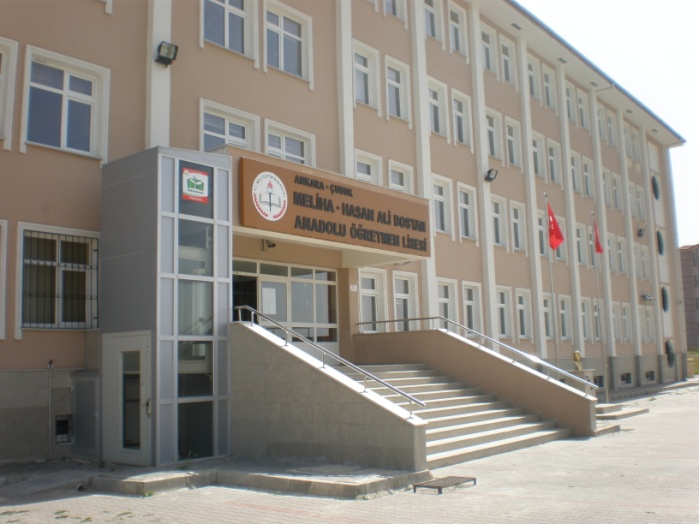 ANKARA - ÇUBUK
MELİHA - HASAN ALİ BOSTAN
ANADOLU ÖĞRETMEN LİSESİ